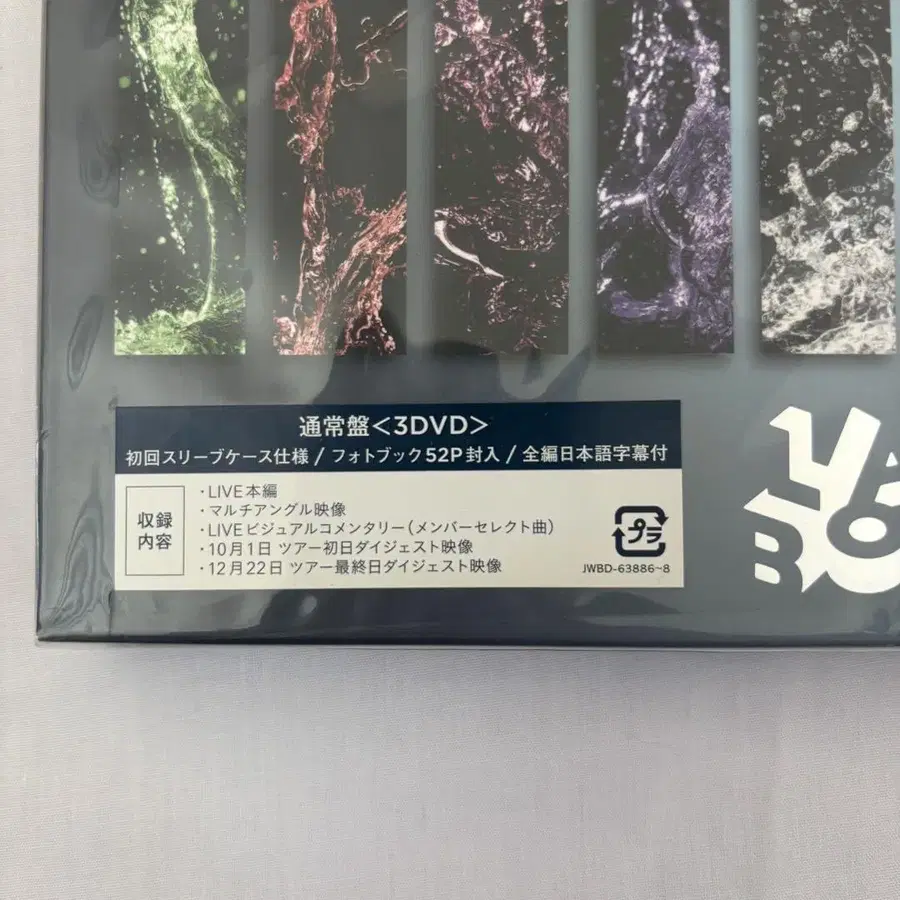 通常盤<3DVD>
初回スリーブケース仕様 / フォトブック52P封入 / 全編日本語字幕付
収録
内容
・LIVE本編
・マルチアングル映像
・LIVEビジュアルコメンタリー(メンバーセレクト曲)
・10月1日 ツアー初日ダイジェスト映像
・12月22日 ツアー最終日ダイジェスト映像
プラ
JWBD-63886~8